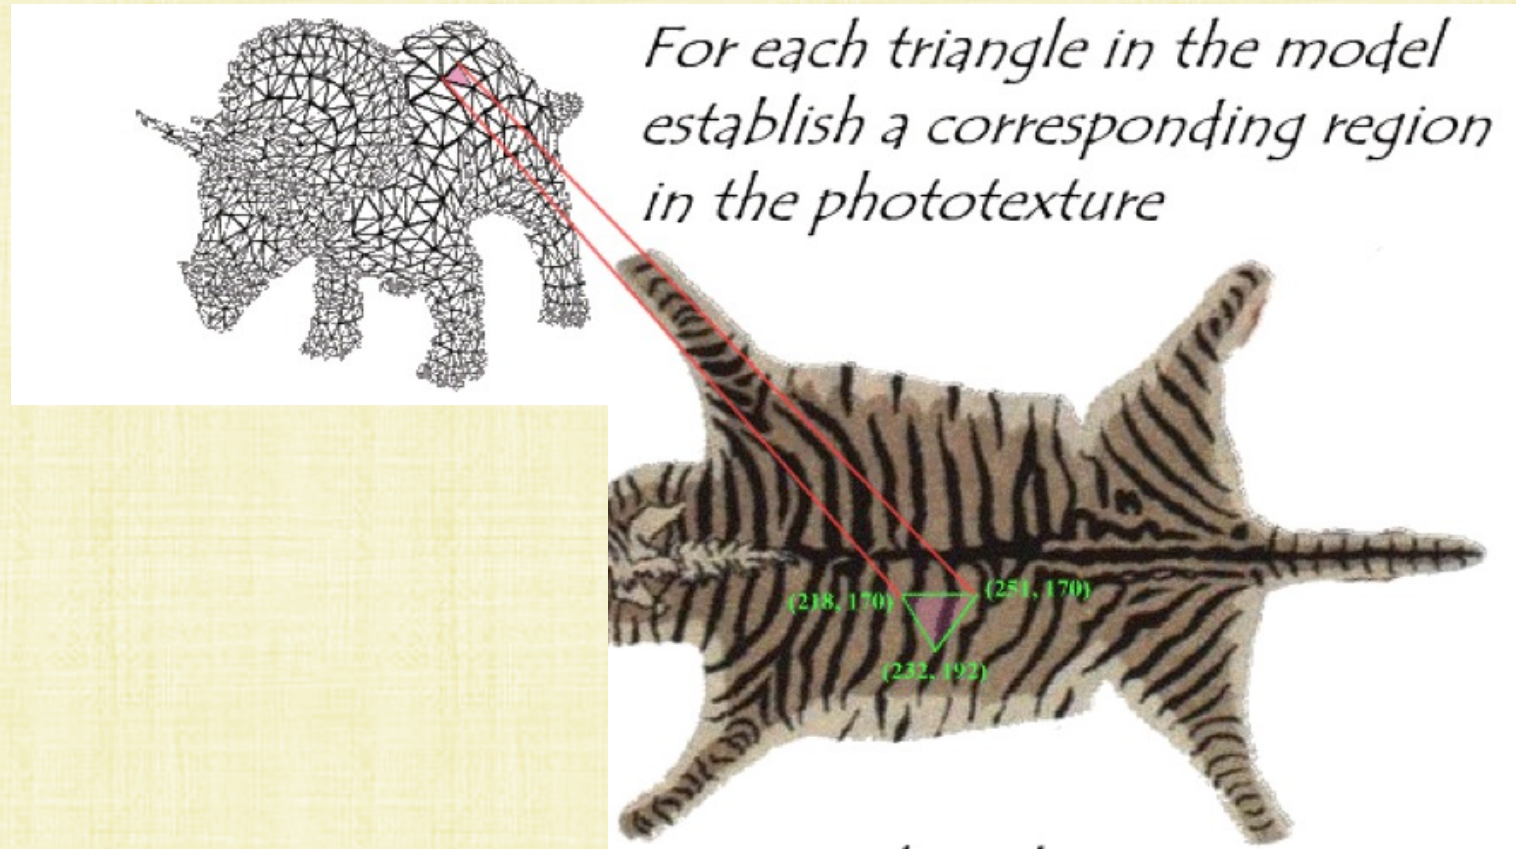 For each triangle in the model
establish a corresponding region
in the phototexture
(218, 170)
(251, 170)
(232, 192)